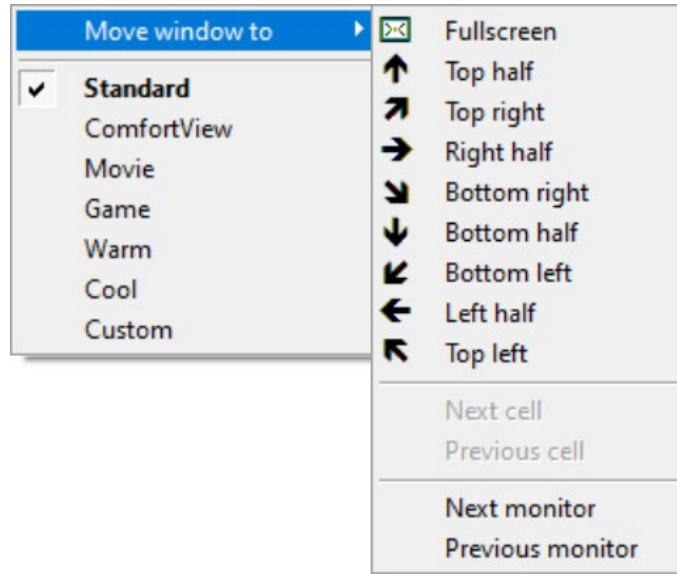 Move window to
Standard
ComfortView
Movie
Game
Warm
Cool
Custom
Fullscreen
Top half
Top right
Right half
Bottom right
Bottom half
Bottom left
Left half
Top left
Next cell
Previous cell
Next monitor
Previous monitor